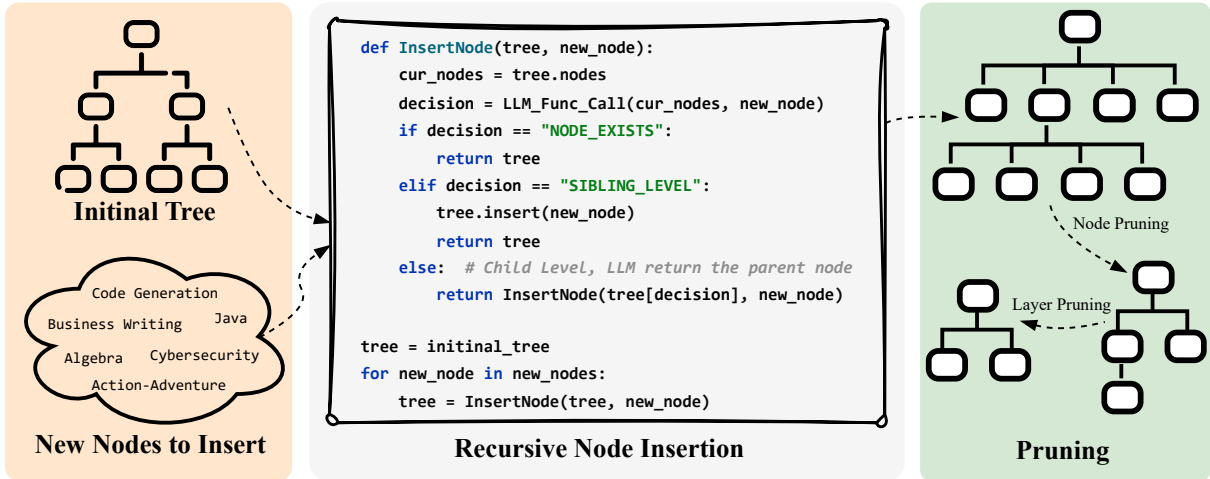 Initinal Tree
Code Generation
Business Writing
Java
Algebra
Cybersecurity
Action-Adventure
New Nodes to Insert
def InsertNode(tree, new_node):
    cur_nodes = tree.nodes
    decision = LLM_Func_Call(cur_nodes, new_node)
    if decision == "NODE_EXISTS":
        return tree
    elif decision == "SIBLING_LEVEL":
        tree.insert(new_node)
        return tree
    else:  # Child Level, LLM return the parent node
        return InsertNode(tree[decision], new_node)
tree = initinal_tree
for new_node in new_nodes:
    tree = InsertNode(tree, new_node)
Recursive Node Insertion
Node Pruning
Layer Pruning
Pruning